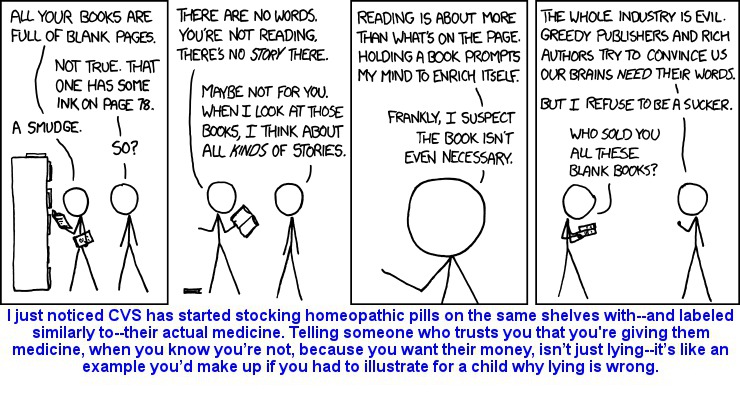 ALL YOUR BOOKS ARE
FULL OF BLANK PAGES.
NOT TRUE. THAT
ONE HAS SOME
INK ON PAGE 78.
A SMUDGE.
SO?
THERE ARE NO WORDS.
YOU'RE NOT READING.
THERE'S NO STORY THERE.
MAYBE NOT FOR YOU.
WHEN I LOOK AT THOSE
BOOKS, I THINK ABOUT
ALL KINDS OF STORIES.
READING IS ABOUT MORE
THAN WHAT'S ON THE PAGE.
HOLDING A BOOK PROMPTS
MY MIND TO ENRICH ITSELF.
FRANKLY, I SUSPECT
THE BOOK ISN'T
EVEN NECESSARY.
THE WHOLE INDUSTRY IS EVIL.
GREEDY PUBLISHERS AND RICH
AUTHORS TRY TO CONVINCE US
OUR BRAINS NEED THEIR WORDS.
BUT I REFUSE TO BE A SUCKER.
WHO SOLD YOU
ALL THESE
BLANK BOOKS?
I just noticed CVS has started stocking homeopathic pills on the same shelves with--and labeled
similarly to--their actual medicine. Telling someone who trusts you that you're giving them
medicine, when you know you're not, because you want their money, isn't just lying--it's like an
example you'd make up if you had to illustrate for a child why lying is wrong.